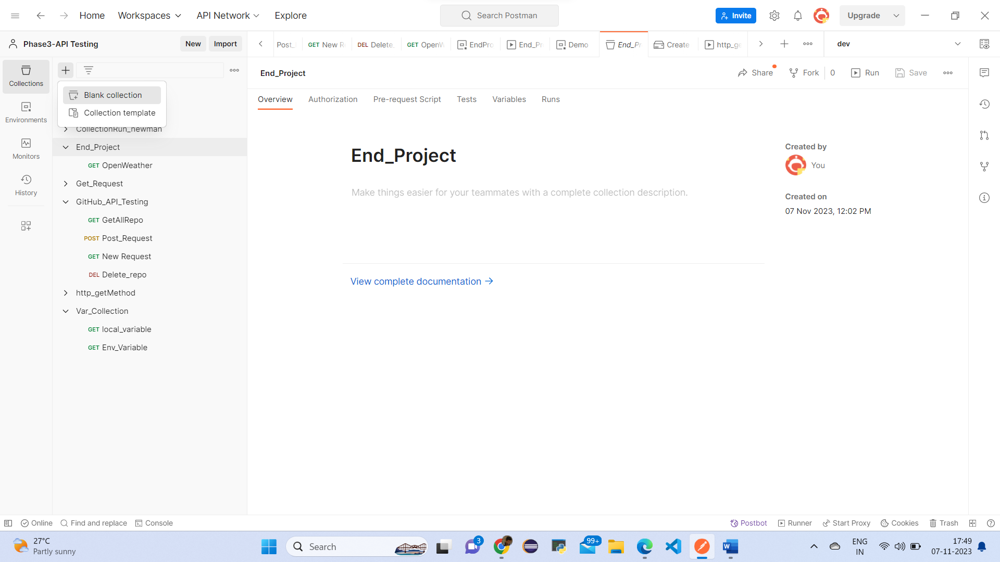 Home Workspaces API Network Explore Search Postman Invite Upgrade
Phase3-API Testing New Import Post_ GET New R DEL Delete_ GET OpenW EndPro End_Pr Demo End_Pr Create http_ge dev
Collections
Environments
Monitors
History
Blank collection
Collection template
CollectionRun_newman
End_Project
GET OpenWeather
Get_Request
GitHub_API_Testing
GET GetAllRepo
POST Post_Request
GET New Request
DEL Delete_repo
http_getMethod
Var_Collection
GET local_variable
GET Env_Variable
End_Project Share Fork 0 Run Save
Overview Authorization Pre-request Script Tests Variables Runs
End_Project
Make things easier for your teammates with a complete collection description.
View complete documentation →
Created by
You
Created on
07 Nov 2023, 12:02 PM
Online Find and replace Console Postbot Runner Start Proxy Cookies Trash
27°C
Partly sunny
Search
3
99+
ENG
IN
17:49
07-11-2023